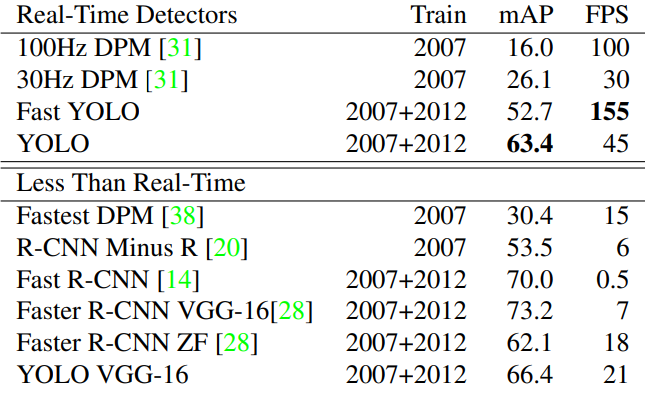 Real-Time Detectors Train mAP FPS
100Hz DPM [31] 2007 16.0 100
30Hz DPM [31] 2007 26.1 30
Fast YOLO 2007+2012 52.7 155
YOLO 2007+2012 63.4 45
Less Than Real-Time
Fastest DPM [38] 2007 30.4 15
R-CNN Minus R [20] 2007 53.5 6
Fast R-CNN [14] 2007+2012 70.0 0.5
Faster R-CNN VGG-16[28] 2007+2012 73.2 7
Faster R-CNN ZF [28] 2007+2012 62.1 18
YOLO VGG-16 2007+2012 66.4 21